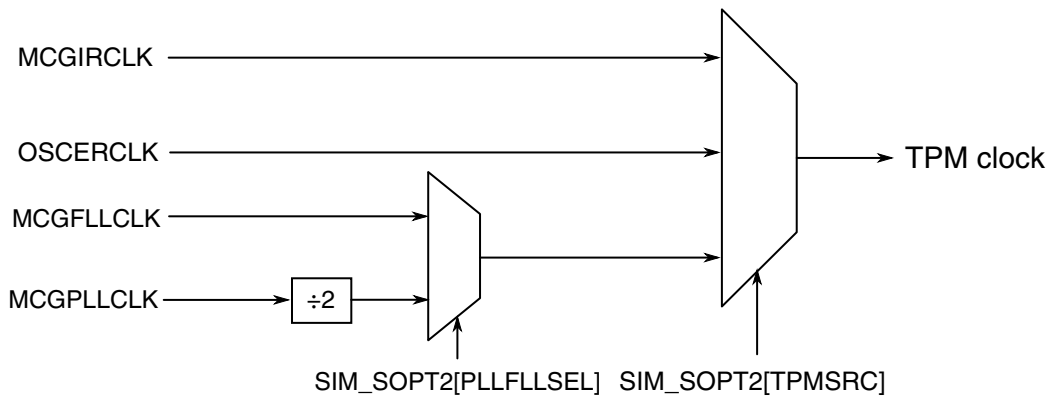 MCGIRCLK
OSCERCLK
TPM clock
MCGFLLCLK
MCGPLLCLK
÷2
SIM_SOPT2[PLLFLLSEL]
SIM_SOPT2[TPMSRC]